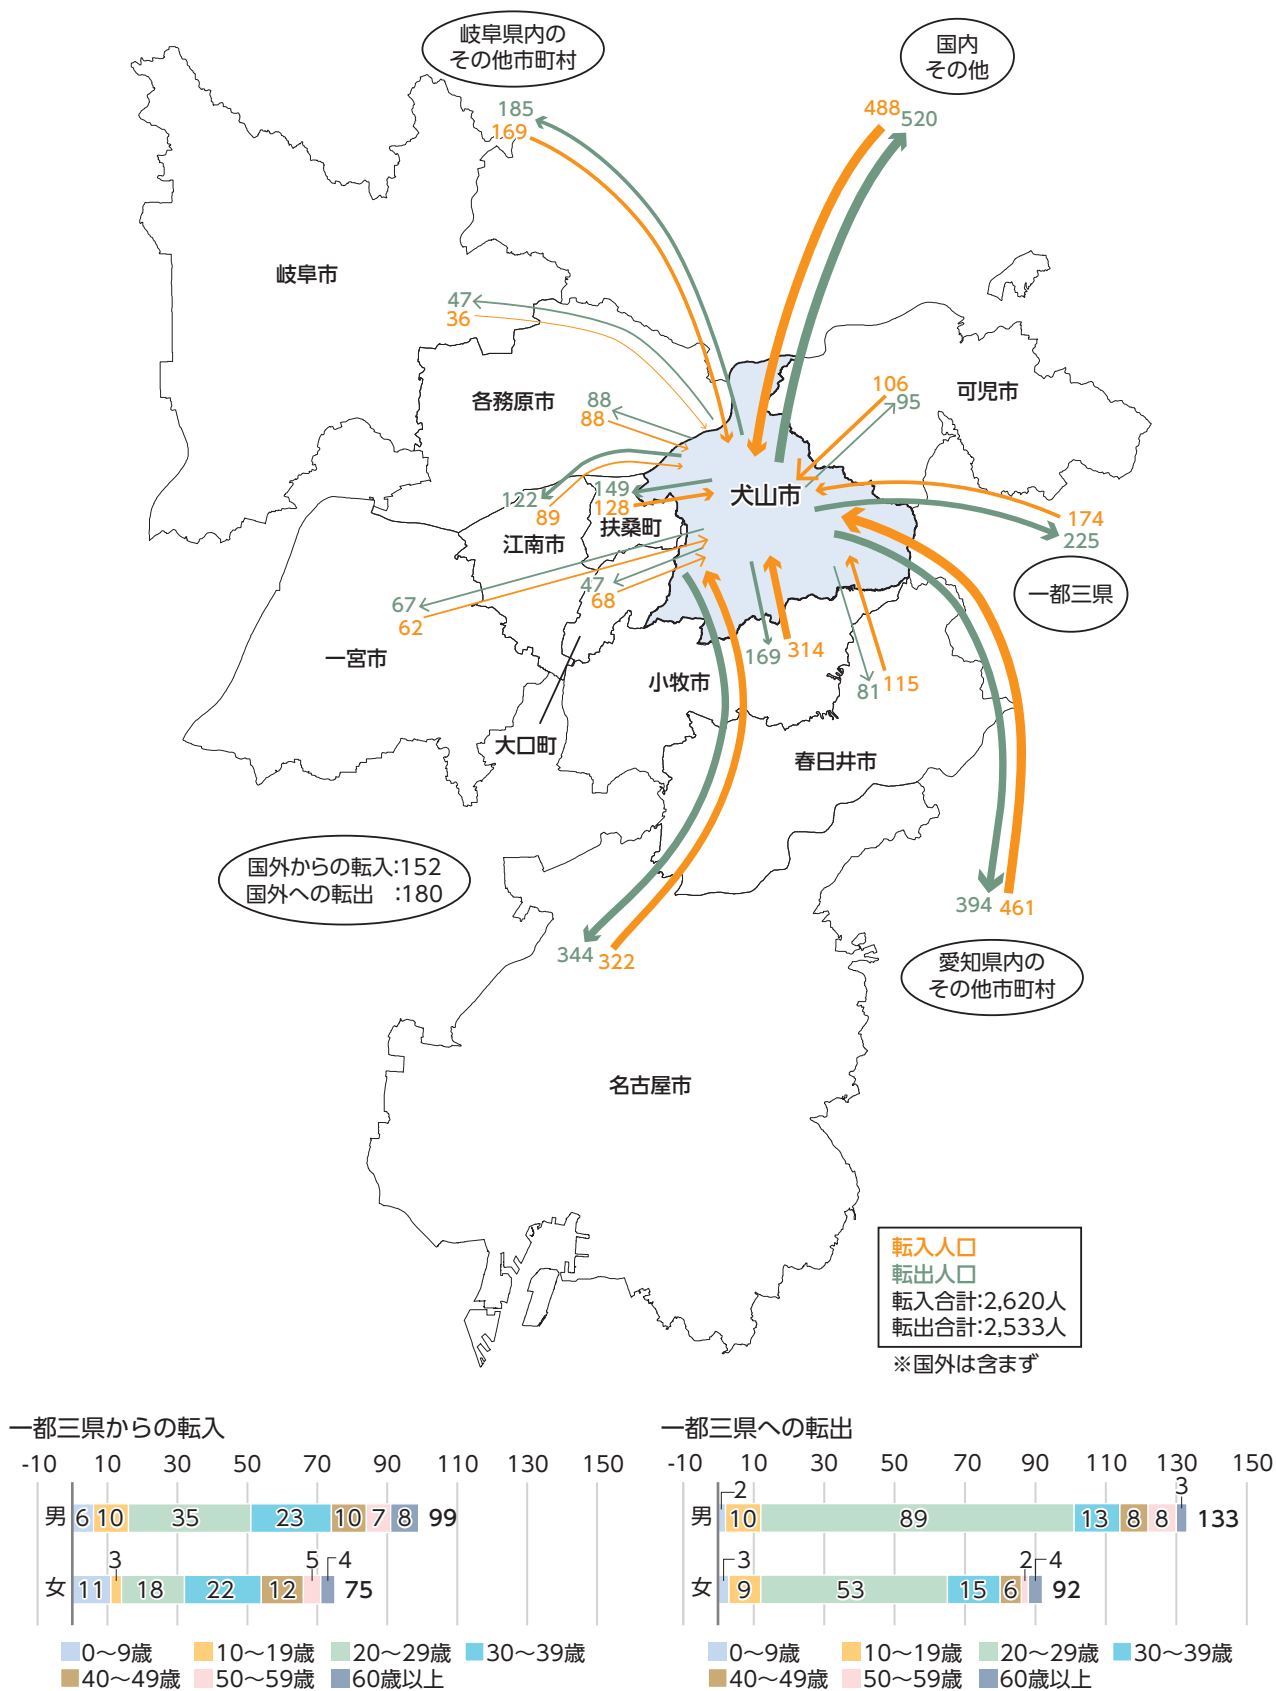 岐阜県内の
その他市町村
国内
その他
185
169
488
520
岐阜市
47
36
各務原市
88
88
106
95
可児市
122
89
149
128
犬山市
扶桑町
江南市
174
225
一都三県
47
68
67
62
一宮市
169
314
小牧市
81
115
大口町
春日井市
国外からの転入:152
国外への転出 :180
344
322
394
461
愛知県内の
その他市町村
名古屋市
転入人口
転出人口
転入合計:2,620人
転出合計:2,533人
※国外は含まず
一都三県からの転入
-10 10 30 50 70 90 110 130 150
男 6 10 35 23 10 7 8 99
3 5 4
女 11 18 22 12 75
0〜9歳 10〜19歳 20〜29歳 30〜39歳
40〜49歳 50〜59歳 60歳以上
一都三県への転出
-10 10 30 50 70 90 110 130 150
2 3
男 10 89 13 8 8 133
3 2 4
女 9 53 15 6 92
0〜9歳 10〜19歳 20〜29歳 30〜39歳
40〜49歳 50〜59歳 60歳以上